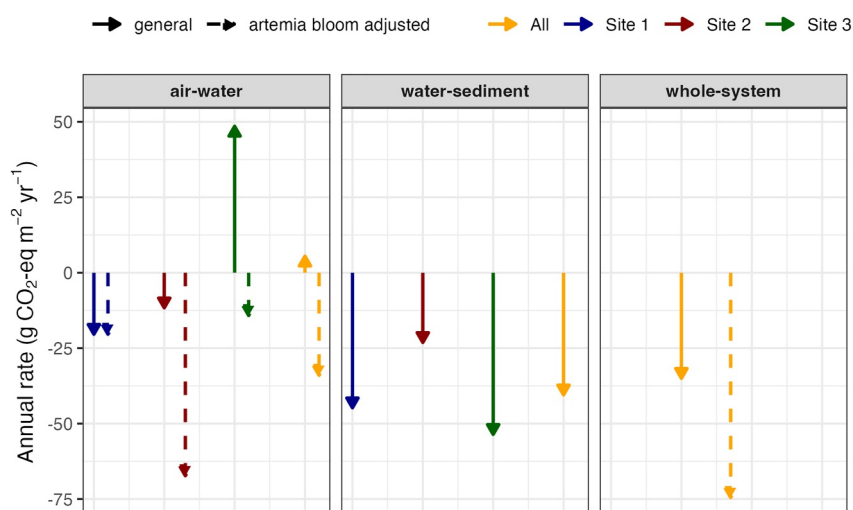 general artemia bloom adjusted All Site 1 Site 2 Site 3
air-water water-sediment whole-system
Annual rate (g CO₂-eq m⁻² yr⁻¹)
50
25
0
-25
-50
-75